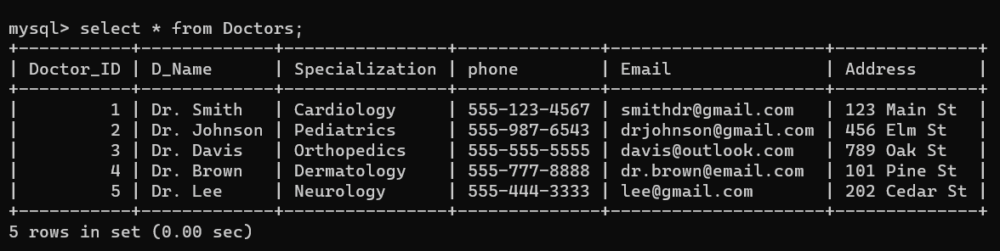 mysql> select * from Doctors;
+-----------+-------------+----------------+--------------+---------------------+--------------+
| Doctor_ID | D_Name      | Specialization | phone        | Email               | Address      |
+-----------+-------------+----------------+--------------+---------------------+--------------+
|         1 | Dr. Smith   | Cardiology     | 555-123-4567 | smithdr@gmail.com   | 123 Main St  |
|         2 | Dr. Johnson | Pediatrics     | 555-987-6543 | drjohnson@gmail.com | 456 Elm St   |
|         3 | Dr. Davis   | Orthopedics    | 555-555-5555 | davis@outlook.com   | 789 Oak St   |
|         4 | Dr. Brown   | Dermatology    | 555-777-8888 | dr.brown@email.com  | 101 Pine St  |
|         5 | Dr. Lee     | Neurology      | 555-444-3333 | lee@gmail.com       | 202 Cedar St |
+-----------+-------------+----------------+--------------+---------------------+--------------+
5 rows in set (0.00 sec)